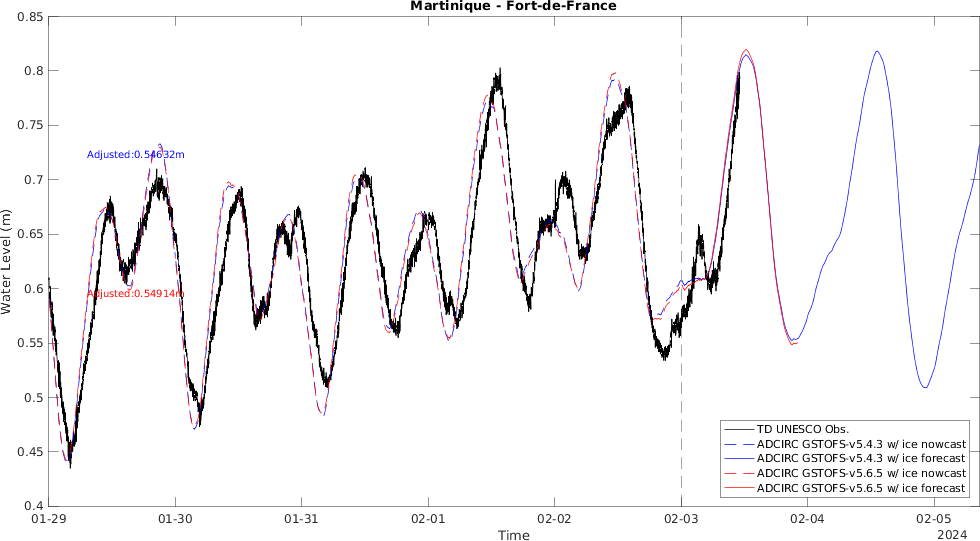 Martinique - Fort-de-France
0.85
0.8
0.75
0.7
0.65
0.6
0.55
0.5
0.45
0.4
Water Level (m)
Adjusted:0.54632m
Adjusted:0.54914m
TD UNESCO Obs.
ADCIRC GSTOFS-v5.4.3 w/ ice nowcast
ADCIRC GSTOFS-v5.4.3 w/ ice forecast
ADCIRC GSTOFS-v5.6.5 w/ ice nowcast
ADCIRC GSTOFS-v5.6.5 w/ ice forecast
01-29 01-30 01-31 02-01 02-02 02-03 02-04 02-05
Time
2024